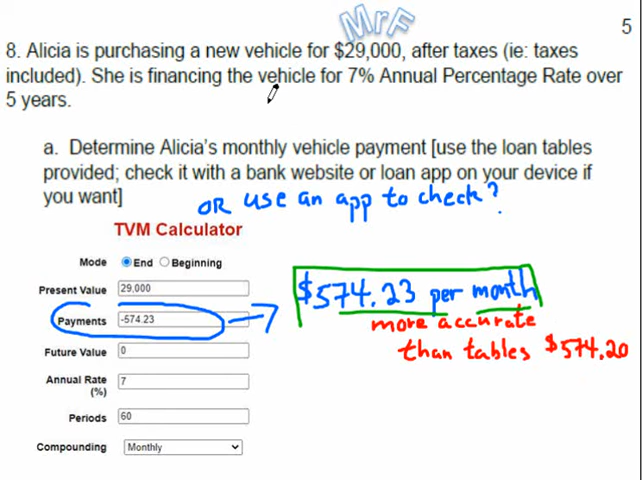 MrF
5
8. Alicia is purchasing a new vehicle for $29,000, after taxes (ie: taxes
included). She is financing the vehicle for 7% Annual Percentage Rate over
5 years.
a. Determine Alicia's monthly vehicle payment [use the loan tables
provided; check it with a bank website or loan app on your device if
you want]
OR use an app to check?
TVM Calculator
Mode End Beginning
Present Value 29,000
Payments -574.23
Future Value 0
Annual Rate 7
(%)
Periods 60
Compounding Monthly
$574.23 per month
more accurate
than tables $574.20